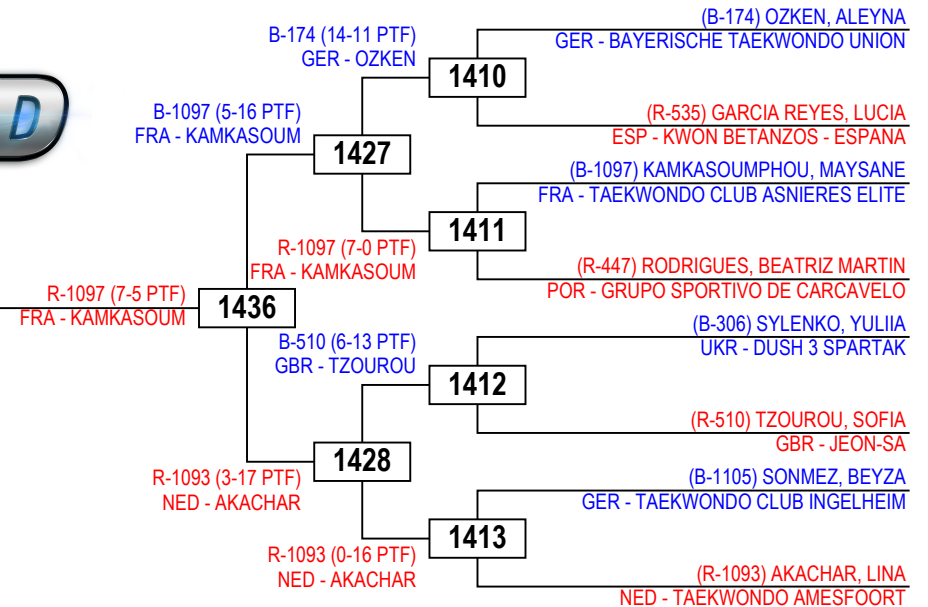 (B-174) OZKEN, ALEYNA
B-174 (14-11 PTF)
GER - BAYERISCHE TAEKWONDO UNION
GER - OZKEN
1410
D
B-1097 (5-16 PTF)
(R-535) GARCIA REYES, LUCIA
FRA - KAMKASOUM
ESP - KWON BETANZOS - ESPANA
1427
(B-1097) KAMKASOUMPHOU, MAYSANE
FRA - TAEKWONDO CLUB ASNIERES ELITE
1411
R-1097 (7-0 PTF)
FRA - KAMKASOUM
(R-447) RODRIGUES, BEATRIZ MARTIN
POR - GRUPO SPORTIVO DE CARCAVELO
R-1097 (7-5 PTF)
FRA - KAMKASOUM
1436
(B-306) SYLENKO, YULIIA
B-510 (6-13 PTF)
UKR - DUSH 3 SPARTAK
GBR - TZOUROU
1412
(R-510) TZOUROU, SOFIA
GBR - JEON-SA
1428
R-1093 (3-17 PTF)
(B-1105) SONMEZ, BEYZA
NED - AKACHAR
GER - TAEKWONDO CLUB INGELHEIM
1413
R-1093 (0-16 PTF)
NED - AKACHAR
(R-1093) AKACHAR, LINA
NED - TAEKWONDO AMESFOORT